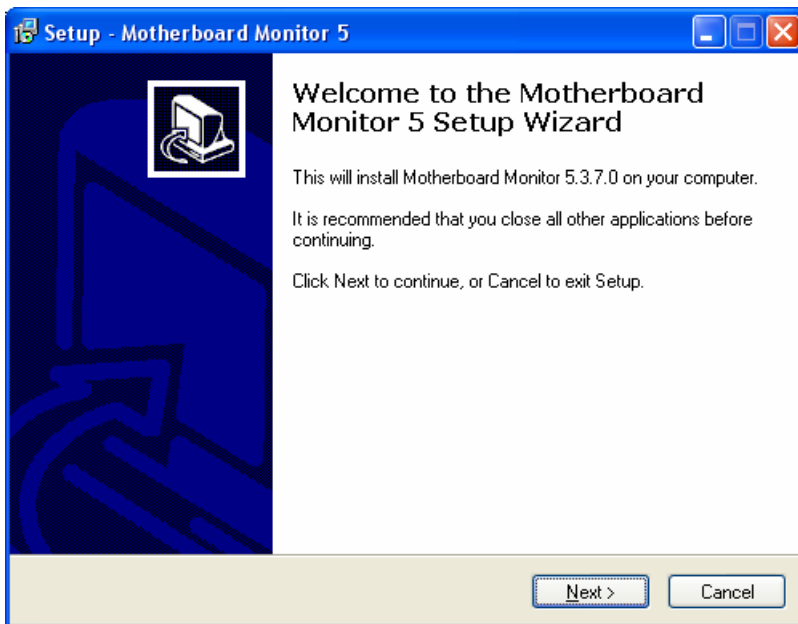 Setup - Motherboard Monitor 5
Welcome to the Motherboard
Monitor 5 Setup Wizard
This will install Motherboard Monitor 5.3.7.0 on your computer.
It is recommended that you close all other applications before
continuing.
Click Next to continue, or Cancel to exit Setup.
Next >
Cancel